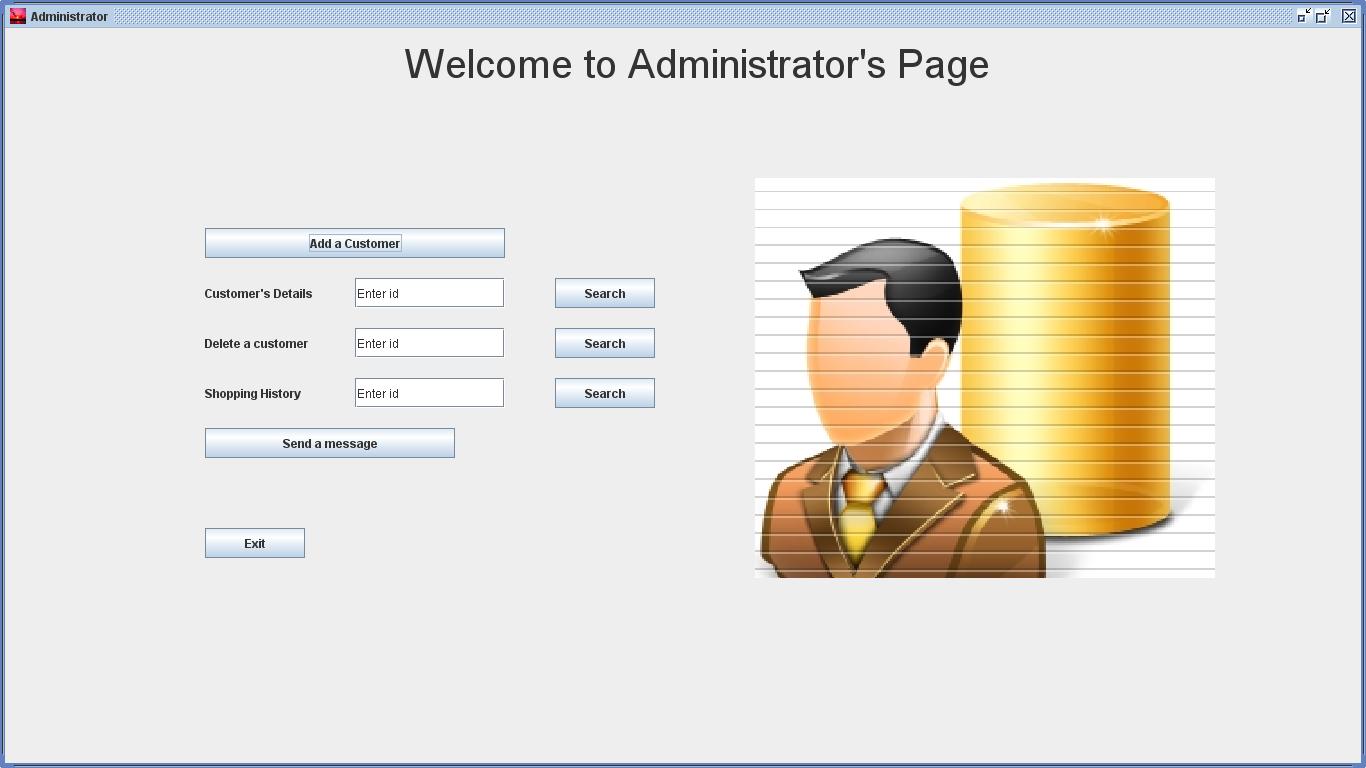 Administrator
Welcome to Administrator's Page
Add a Customer
Customer's Details Enter id Search
Delete a customer Enter id Search
Shopping History Enter id Search
Send a message
Exit